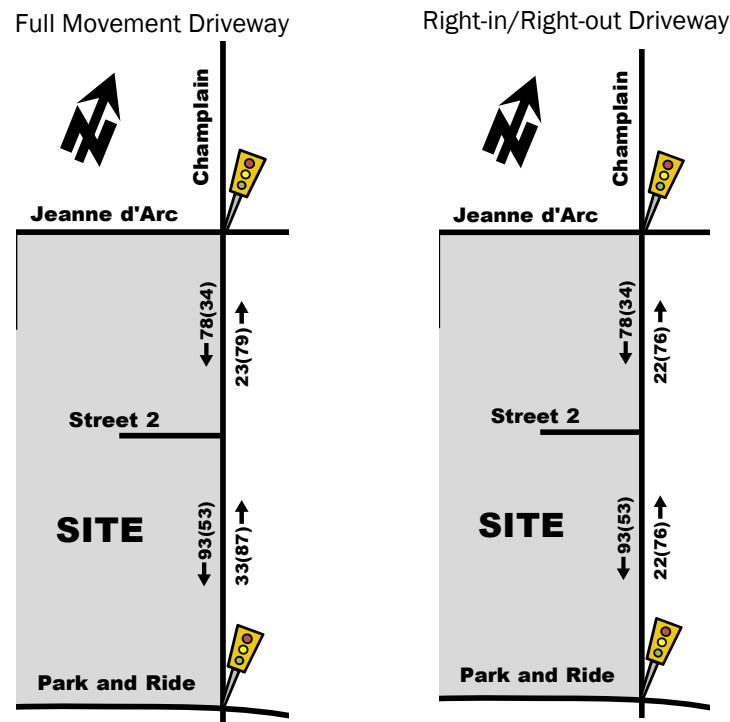 Full Movement Driveway
Champlain
Jeanne d'Arc
78(34)
23(79)
Street 2
SITE
93(53)
33(87)
Park and Ride
Right-in/Right-out Driveway
Champlain
Jeanne d'Arc
78(34)
22(76)
Street 2
SITE
93(53)
22(76)
Park and Ride